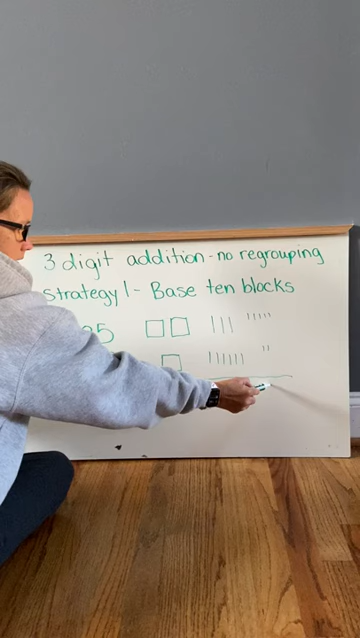 3 digit addition - no regrouping
strategy 1 - Base ten blocks